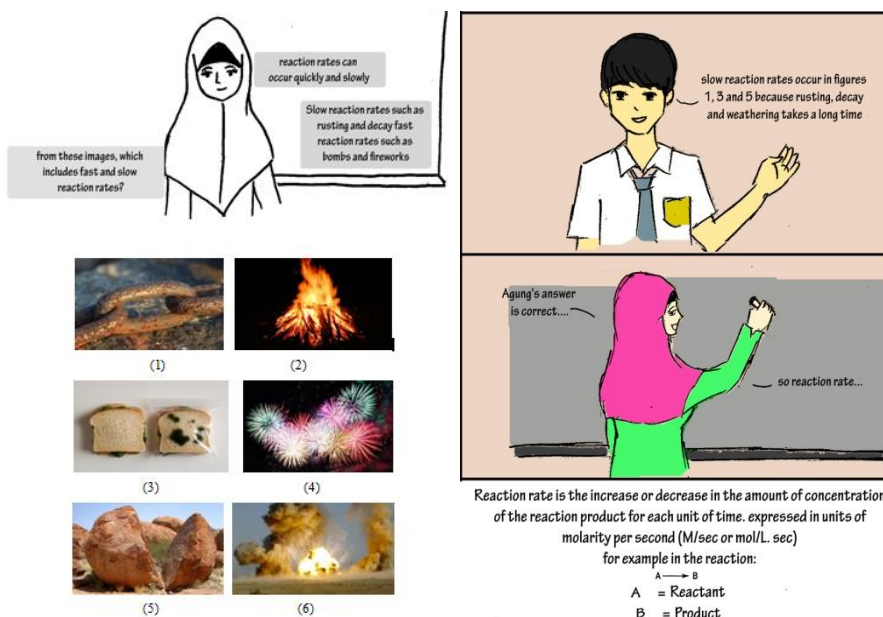 reaction rates can
occur quickly and slowly
Slow reaction rates such as
rusting and decay fast
reaction rates such as
bombs and fireworks
from these images, which
includes fast and slow
reaction rates?
(1)
(2)
(3)
(4)
(5)
(6)
slow reaction rates occur in figures
1, 3 and 5 because rusting, decay
and weathering takes a long time
Agung's answer
is correct....
so reaction rate...
Reaction rate is the increase or decrease in the amount of concentration
of the reaction product for each unit of time. expressed in units of
molarity per second (M/sec or mol/L. sec)
for example in the reaction:
A → B
A = Reactant
B = Product